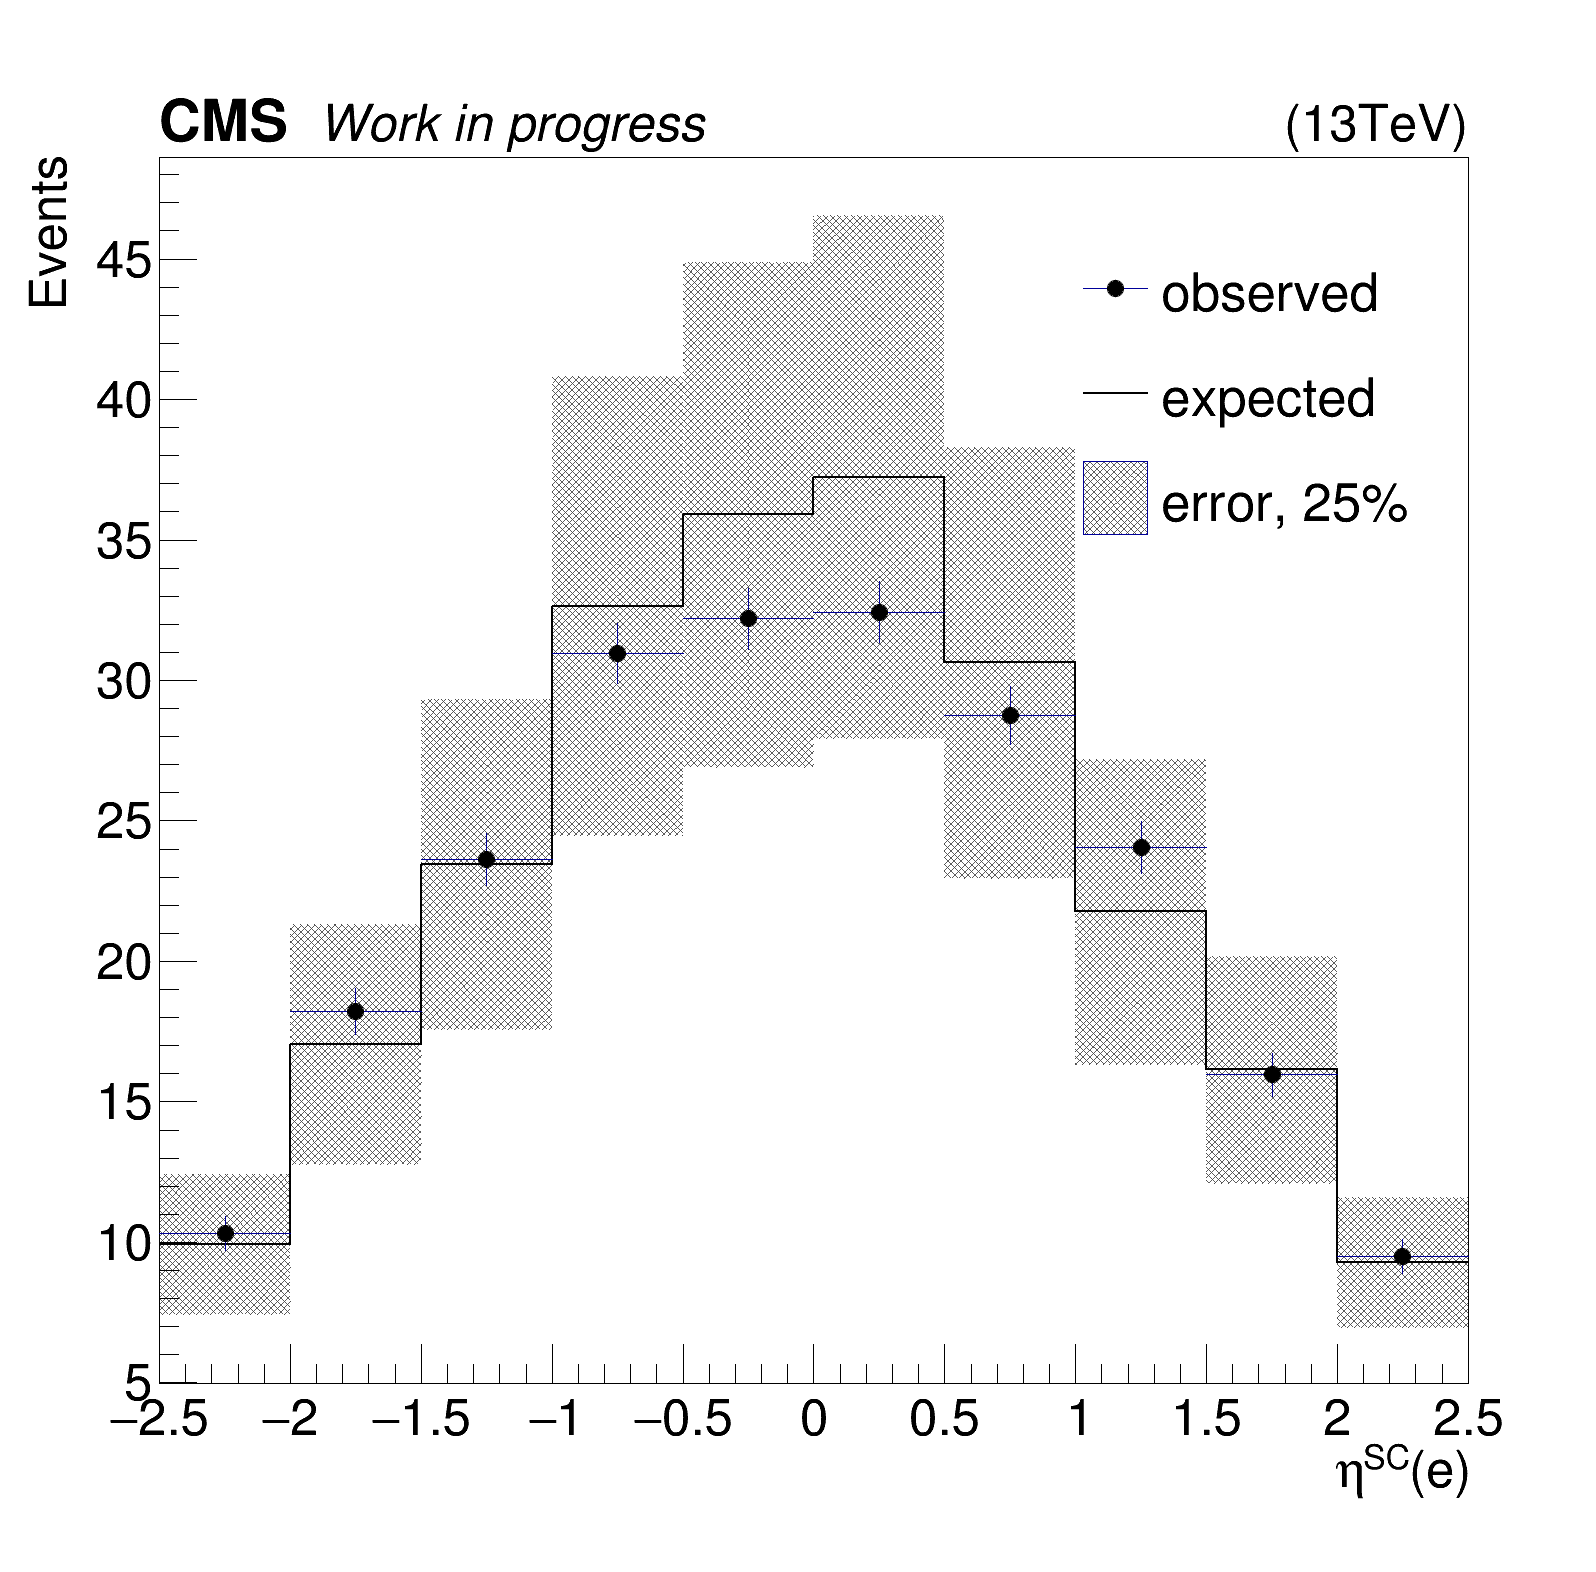 CMS Work in progress (13TeV)
Events
45
40
35
30
25
20
15
10
5
observed
expected
error, 25%
−2.5 −2 −1.5 −1 −0.5 0 0.5 1 1.5 2 2.5
η^SC(e)